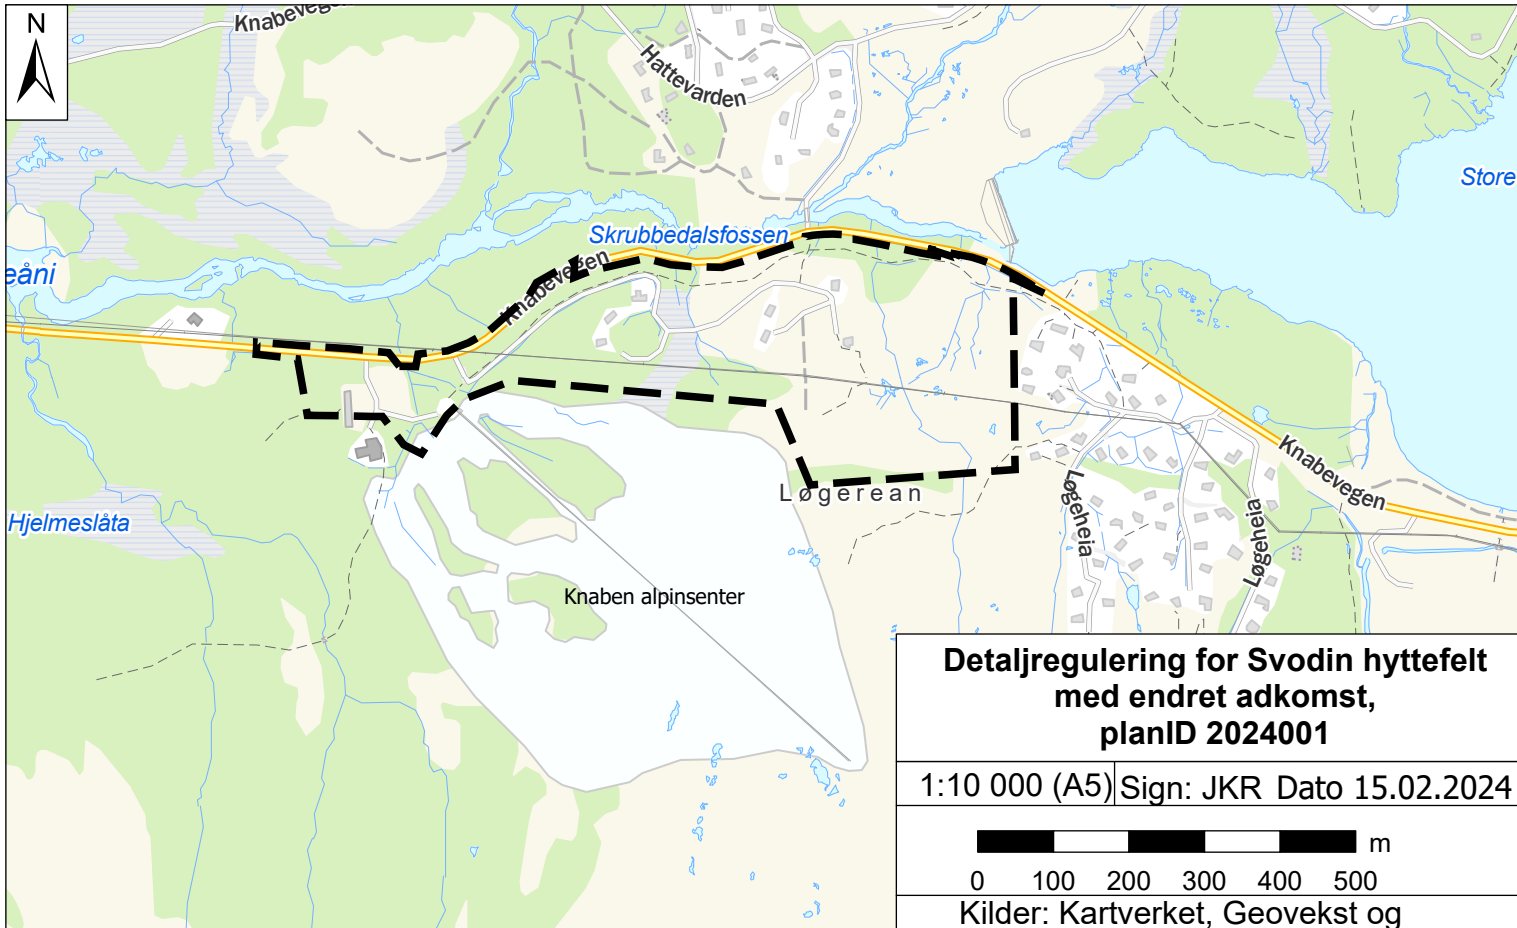 N
Knabevege
Hattevarden
Store
Skrubbedalsfossen
eåni
Knabevegen
Løgerean
Knabevegen
Løgeheia
Løgeheia
Hjelmeslåta
Knaben alpinsenter
Detaljregulering for Svodin hyttefelt
med endret adkomst,
planID 2024001
1:10 000 (A5) Sign: JKR Dato 15.02.2024
m
0 100 200 300 400 500
Kilder: Kartverket, Geovekst og